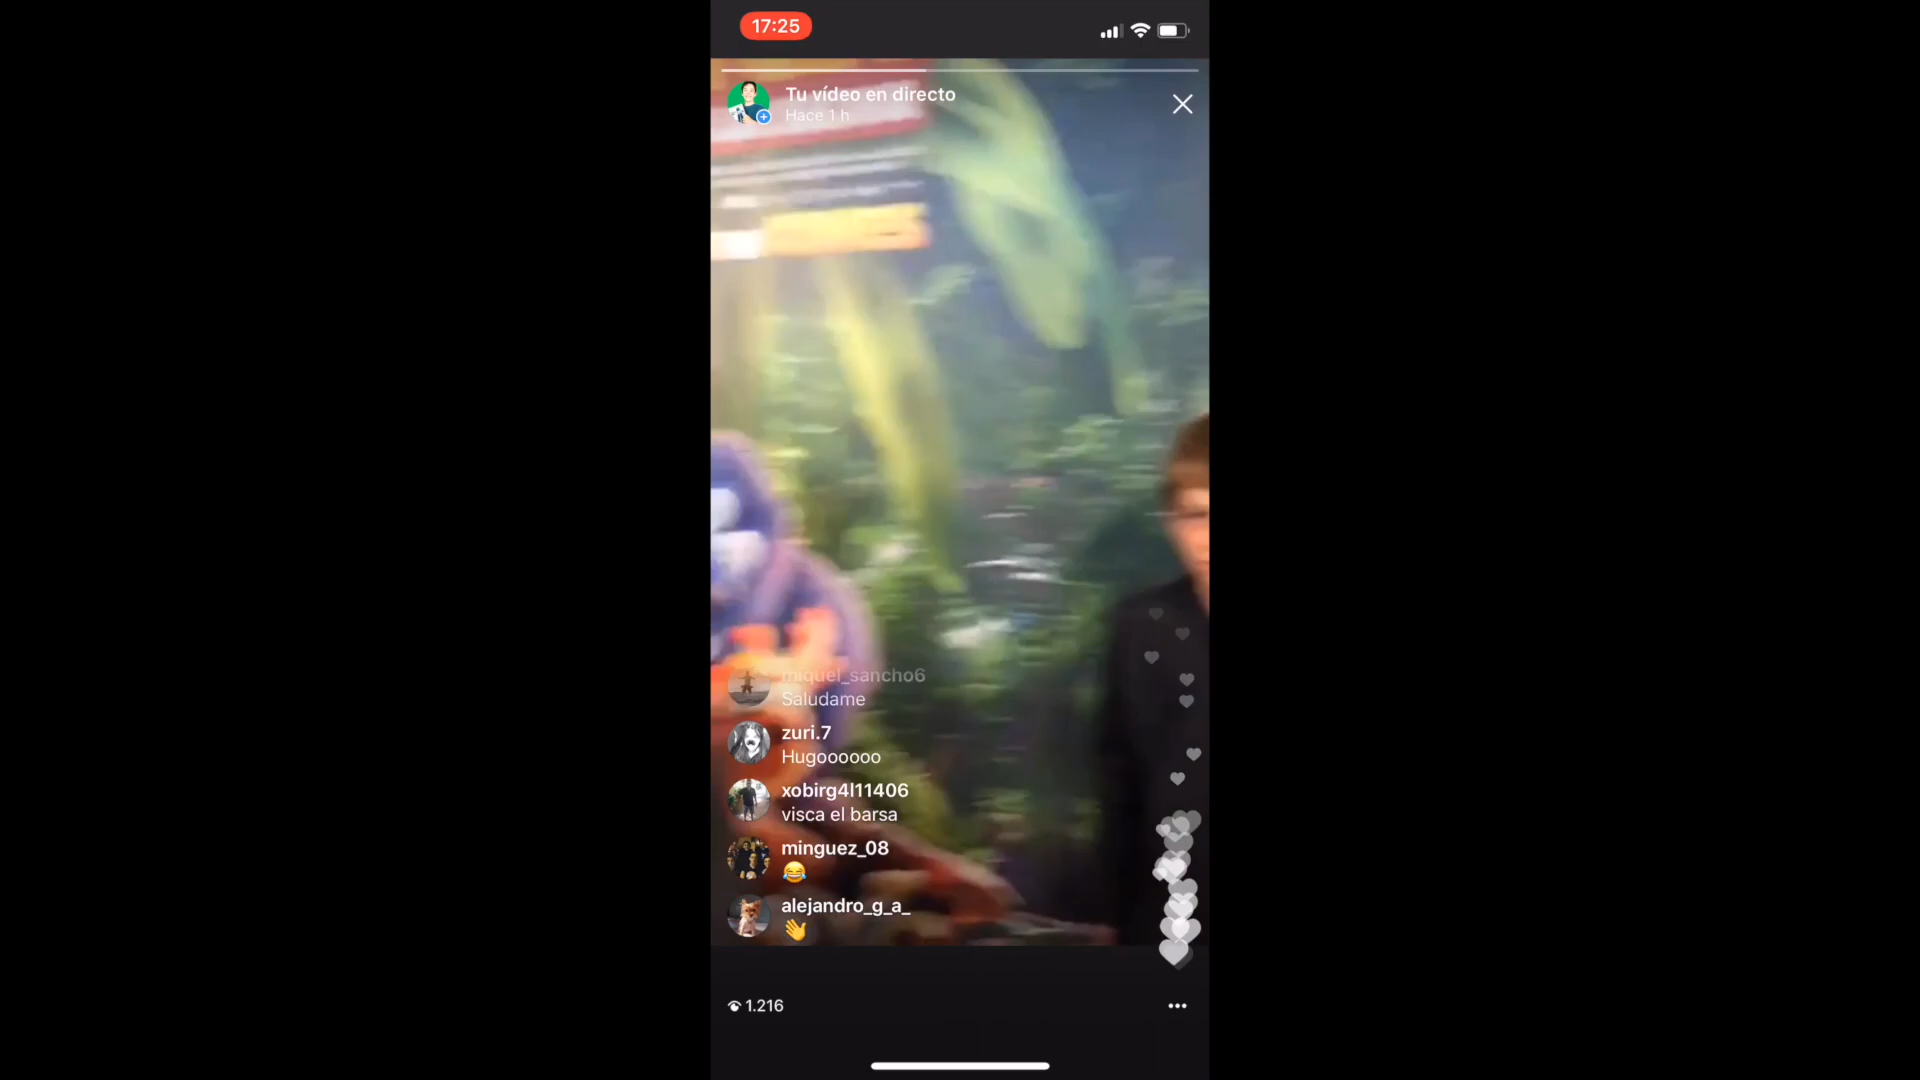 17:25
Tu vídeo en directo
Hace 1 h
miquel_sancho6
Saludame
zuri.7
Hugoooooo
xobirg4l11406
visca el barsa
minguez_08
😂
alejandro_g_a_
👋
1.216